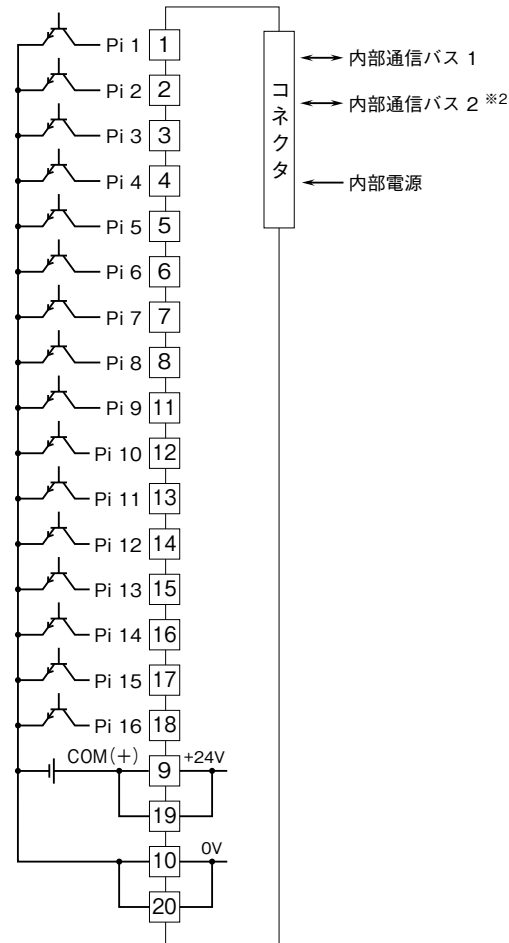 Pi 1 1
Pi 2 2
Pi 3 3
Pi 4 4
Pi 5 5
Pi 6 6
Pi 7 7
Pi 8 8
Pi 9 11
Pi 10 12
Pi 11 13
Pi 12 14
Pi 13 15
Pi 14 16
Pi 15 17
Pi 16 18
COM(+) 9 +24V
19
10 0V
20
コネクタ
内部通信バス 1
内部通信バス 2 ※2
内部電源